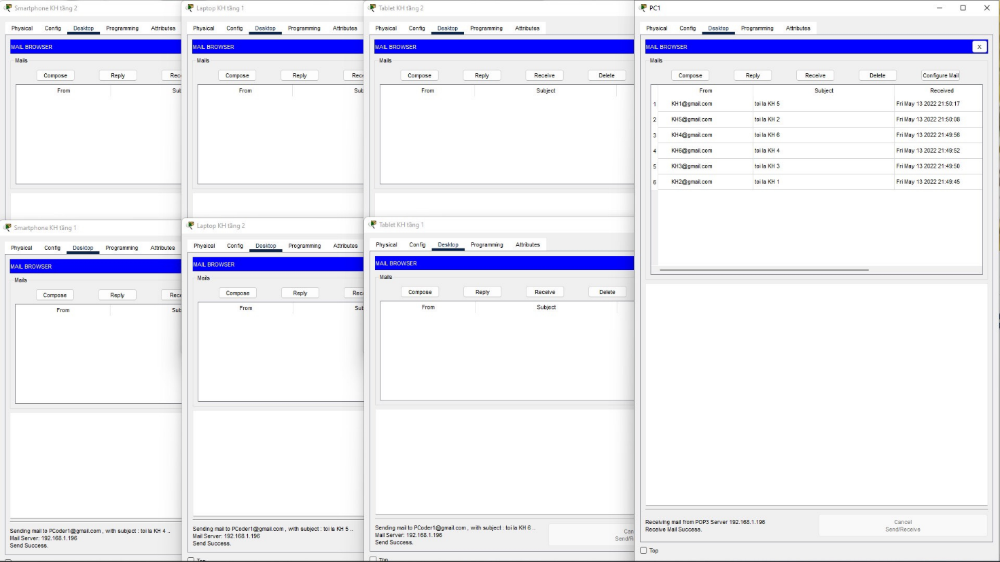 Smartphone KH tầng 2
Physical Config Desktop Programming Attributes
MAIL BROWSER
Mails
Compose Reply
From
Laptop KH tầng 1
Physical Config Desktop Programming Attributes
MAIL BROWSER
Mails
Compose Reply
From
Tablet KH tầng 2
Physical Config Desktop Programming Attributes
MAIL BROWSER
Mails
Compose Reply Receive Delete
From Subject
Smartphone KH tầng 1
Physical Config Desktop Programming Attributes
MAIL BROWSER
Mails
Compose Reply
From
Sending mail to PCoder1@gmail.com , with subject : toi la KH 4 ..
Mail Server: 192.168.1.196
Send Success.
Laptop KH tầng 2
Physical Config Desktop Programming Attributes
MAIL BROWSER
Mails
Compose Reply
From
Sending mail to PCoder1@gmail.com , with subject : toi la KH 5 ..
Mail Server: 192.168.1.196
Send Success.
Tablet KH tầng 1
Physical Config Desktop Programming Attributes
MAIL BROWSER
Mails
Compose Reply Receive Delete
From Subject
Sending mail to PCoder1@gmail.com , with subject : toi la KH 6 ..
Mail Server: 192.168.1.196
Send Success.
PC1
Physical Config Desktop Programming Attributes
MAIL BROWSER X
Mails
Compose Reply Receive Delete Configure Mail
From Subject Received
1 KH1@gmail.com toi la KH 5 Fri May 13 2022 21:50:17
2 KH5@gmail.com toi la KH 2 Fri May 13 2022 21:50:08
3 KH4@gmail.com toi la KH 6 Fri May 13 2022 21:49:56
4 KH6@gmail.com toi la KH 4 Fri May 13 2022 21:49:52
5 KH3@gmail.com toi la KH 3 Fri May 13 2022 21:49:50
6 KH2@gmail.com toi la KH 1 Fri May 13 2022 21:49:45
Receiving mail from POP3 Server 192.168.1.196
Receive Mail Success.
Cancel
Send/Receive
Top